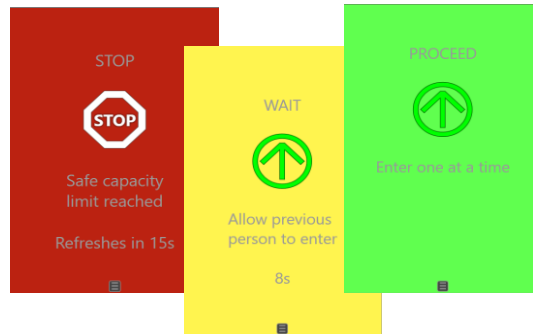 STOP
STOP
Safe capacity
limit reached
Refreshes in 15s
WAIT
Allow previous
person to enter
8s
PROCEED
Enter one at a time